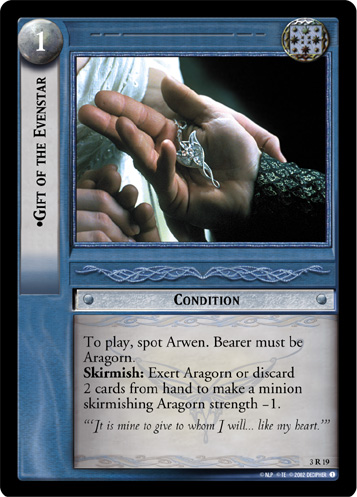 1
•Gift of the Evenstar
Condition
To play, spot Arwen. Bearer must be
Aragorn.
Skirmish: Exert Aragorn or discard
2 cards from hand to make a minion
skirmishing Aragorn strength –1.
“‘It is mine to give to whom I will... like my heart.’”
3 R 19
© NLP ™ TE © 2002 DECIPHER